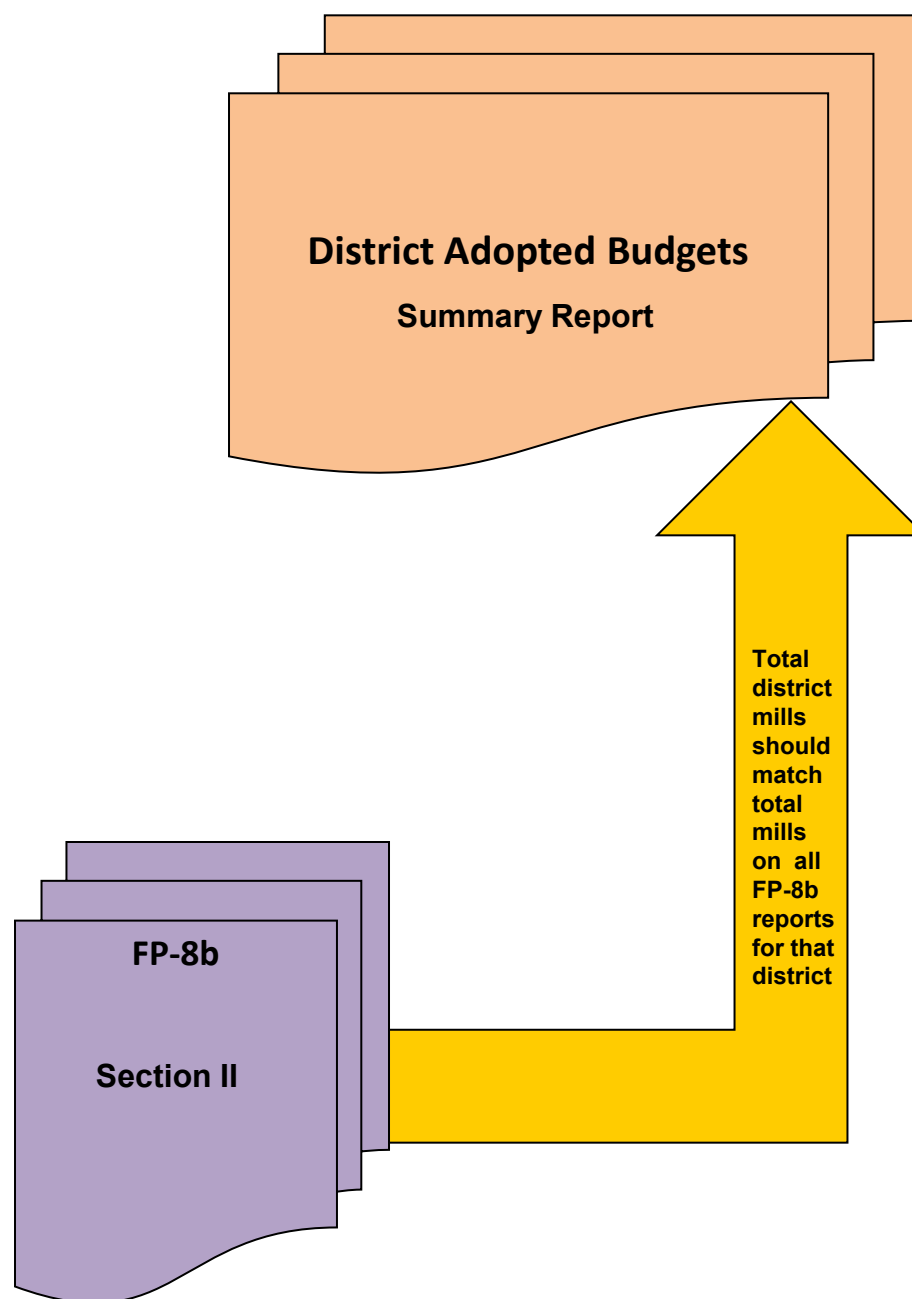 District Adopted Budgets
Summary Report
Total
district
mills
should
match
total
mills
on all
FP-8b
reports
for that
district
FP-8b
Section II